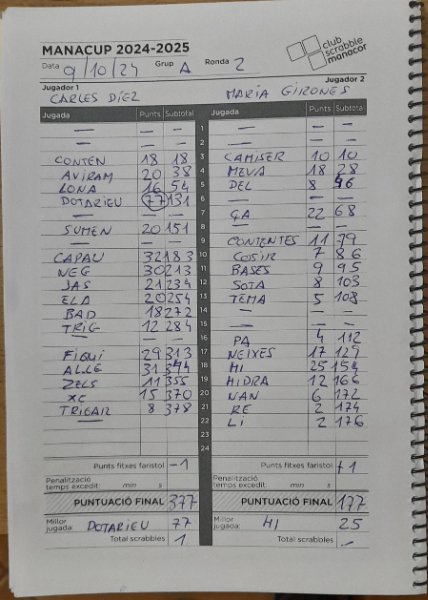 MANACUP 2024-2025
club scrabble manacor
Data 9/10/24 Grup A Ronda 2
Jugador 1 Jugador 2
CARLES DÍEZ MARIA GIRONÈS
Jugada Punts Subtotal Jugada Punts Subtotal
— — — 1 — — —
— — — 2 — — —
CONTEN 18 18 3 CAMISER 10 10
AVIRAM 20 38 4 MEVA 18 28
LONA 16 54 5 DEL 8 46
DOTARIEU 77 131 6 — — —
— — — 7 GA 22 68
SUMEN 20 151 8 — — —
— — — 9 CONTENTES 11 79
CAPAU 32 183 10 COSIR 7 86
NEG 30 213 11 BASES 9 95
JAS 21 234 12 SOTA 8 103
ELA 20 254 13 TEMA 5 108
BAD 18 272 14 — — —
TRIG 12 284 15 — — —
— — — 16 PA 4 112
FIQUI 29 313 17 NEIXES 17 129
31 344 18 HI 25 154
ZELS 11 355 19 HIDRA 12 166
XC 15 370 20 NAN 6 172
TRIGAR 8 378 21 RE 2 174
— 22 LI 2 176
23
24
Punts fitxes faristol -1 Punts fitxes faristol +1
Penalització temps excedit: min s Penalització temps excedit: min s
PUNTUACIÓ FINAL 377 PUNTUACIÓ FINAL 177
Millor jugada: DOTARIEU 77 Millor jugada: HI 25
Total scrabbles 1 Total scrabbles -